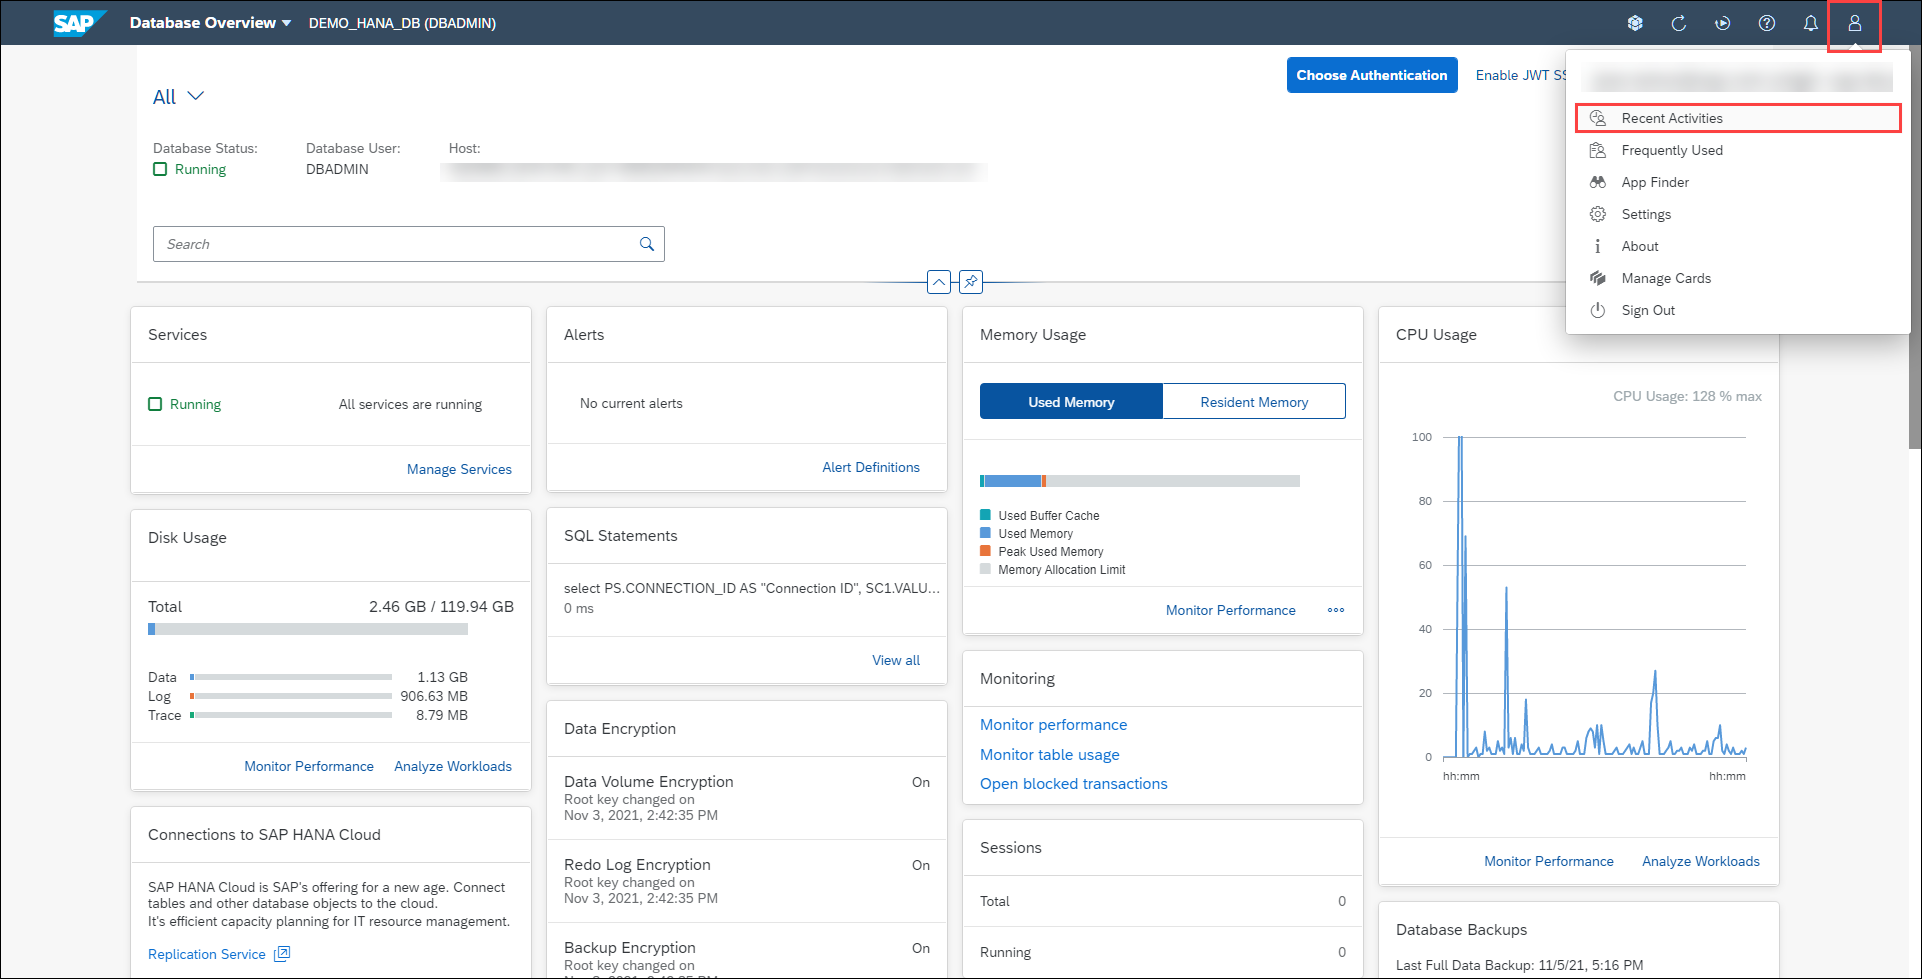 SAP Database Overview DEMO_HANA_DB (DBADMIN)
Choose Authentication Enable JWT SS
All
Database Status: Database User: Host:
Running DBADMIN
Search
Recent Activities
Frequently Used
App Finder
Settings
About
Manage Cards
Sign Out
Services
Running All services are running
Manage Services
Disk Usage
Total 2.46 GB / 119.94 GB
Data 1.13 GB
Log 906.63 MB
Trace 8.79 MB
Monitor Performance Analyze Workloads
Connections to SAP HANA Cloud
SAP HANA Cloud is SAP's offering for a new age. Connect
tables and other database objects to the cloud.
It's efficient capacity planning for IT resource management.
Replication Service
Alerts
No current alerts
Alert Definitions
SQL Statements
select PS.CONNECTION_ID AS "Connection ID", SC1.VALU...
0 ms
View all
Data Encryption
Data Volume Encryption On
Root key changed on
Nov 3, 2021, 2:42:35 PM
Redo Log Encryption On
Root key changed on
Nov 3, 2021, 2:42:35 PM
Backup Encryption On
Root key changed on
Memory Usage
Used Memory Resident Memory
Used Buffer Cache
Used Memory
Peak Used Memory
Memory Allocation Limit
Monitor Performance
Monitoring
Monitor performance
Monitor table usage
Open blocked transactions
Sessions
Total 0
Running 0
CPU Usage
CPU Usage: 128 % max
100
80
60
40
20
0
hh:mm hh:mm
Monitor Performance Analyze Workloads
Database Backups
Last Full Data Backup: 11/5/21, 5:16 PM